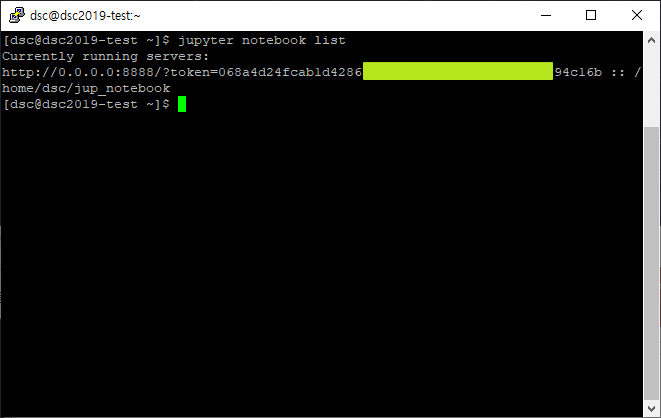 dsc@dsc2019-test:~
[dsc@dsc2019-test ~]$ jupyter notebook list
Currently running servers:
http://0.0.0.0:8888/?token=068a4d24fcab1d4286 94c16b :: /
home/dsc/jup_notebook
[dsc@dsc2019-test ~]$